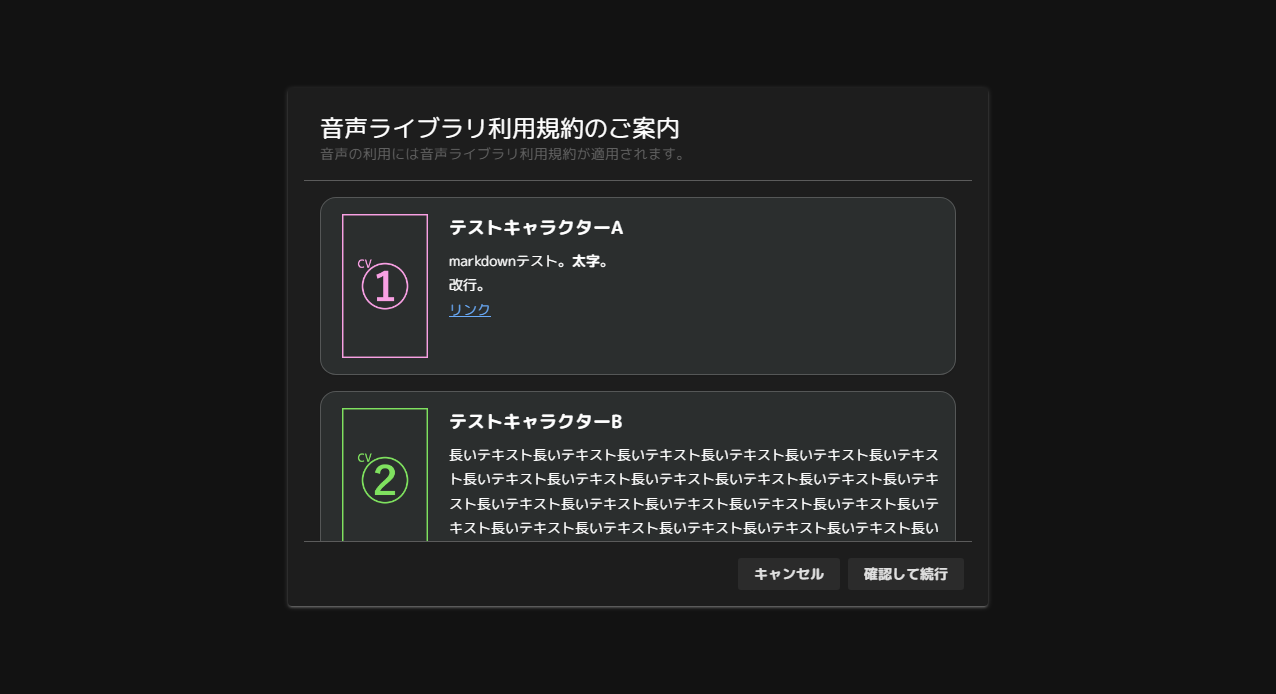 音声ライブラリ利用規約のご案内
音声の利用には音声ライブラリ利用規約が適用されます。
CV
①
テストキャラクターA
markdownテスト。太字。
改行。
リンク
CV
②
テストキャラクターB
長いテキスト長いテキスト長いテキスト長いテキスト長いテキスト長いテキス
ト長いテキスト長いテキスト長いテキスト長いテキスト長いテキスト長いテキ
スト長いテキスト長いテキスト長いテキスト長いテキスト長いテキスト長いテ
キスト長いテキスト長いテキスト長いテキスト長いテキスト長いテキスト長い
キャンセル
確認して続行